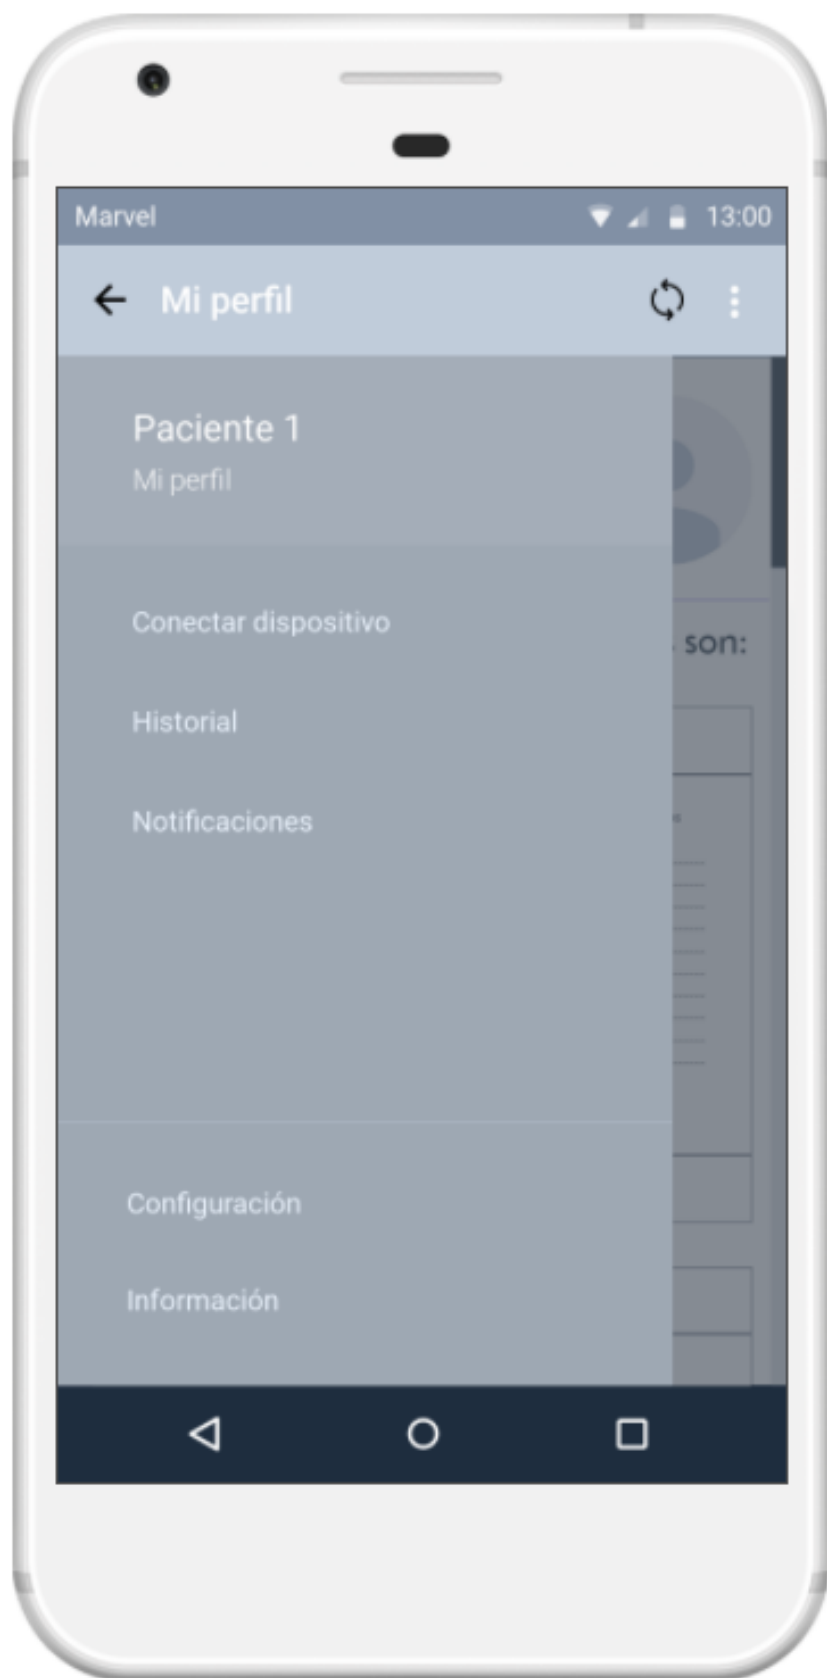 Marvel 13:00
Mi perfil
Paciente 1
Mi perfil
Conectar dispositivo
son:
Historial
Notificaciones
Configuración
Información